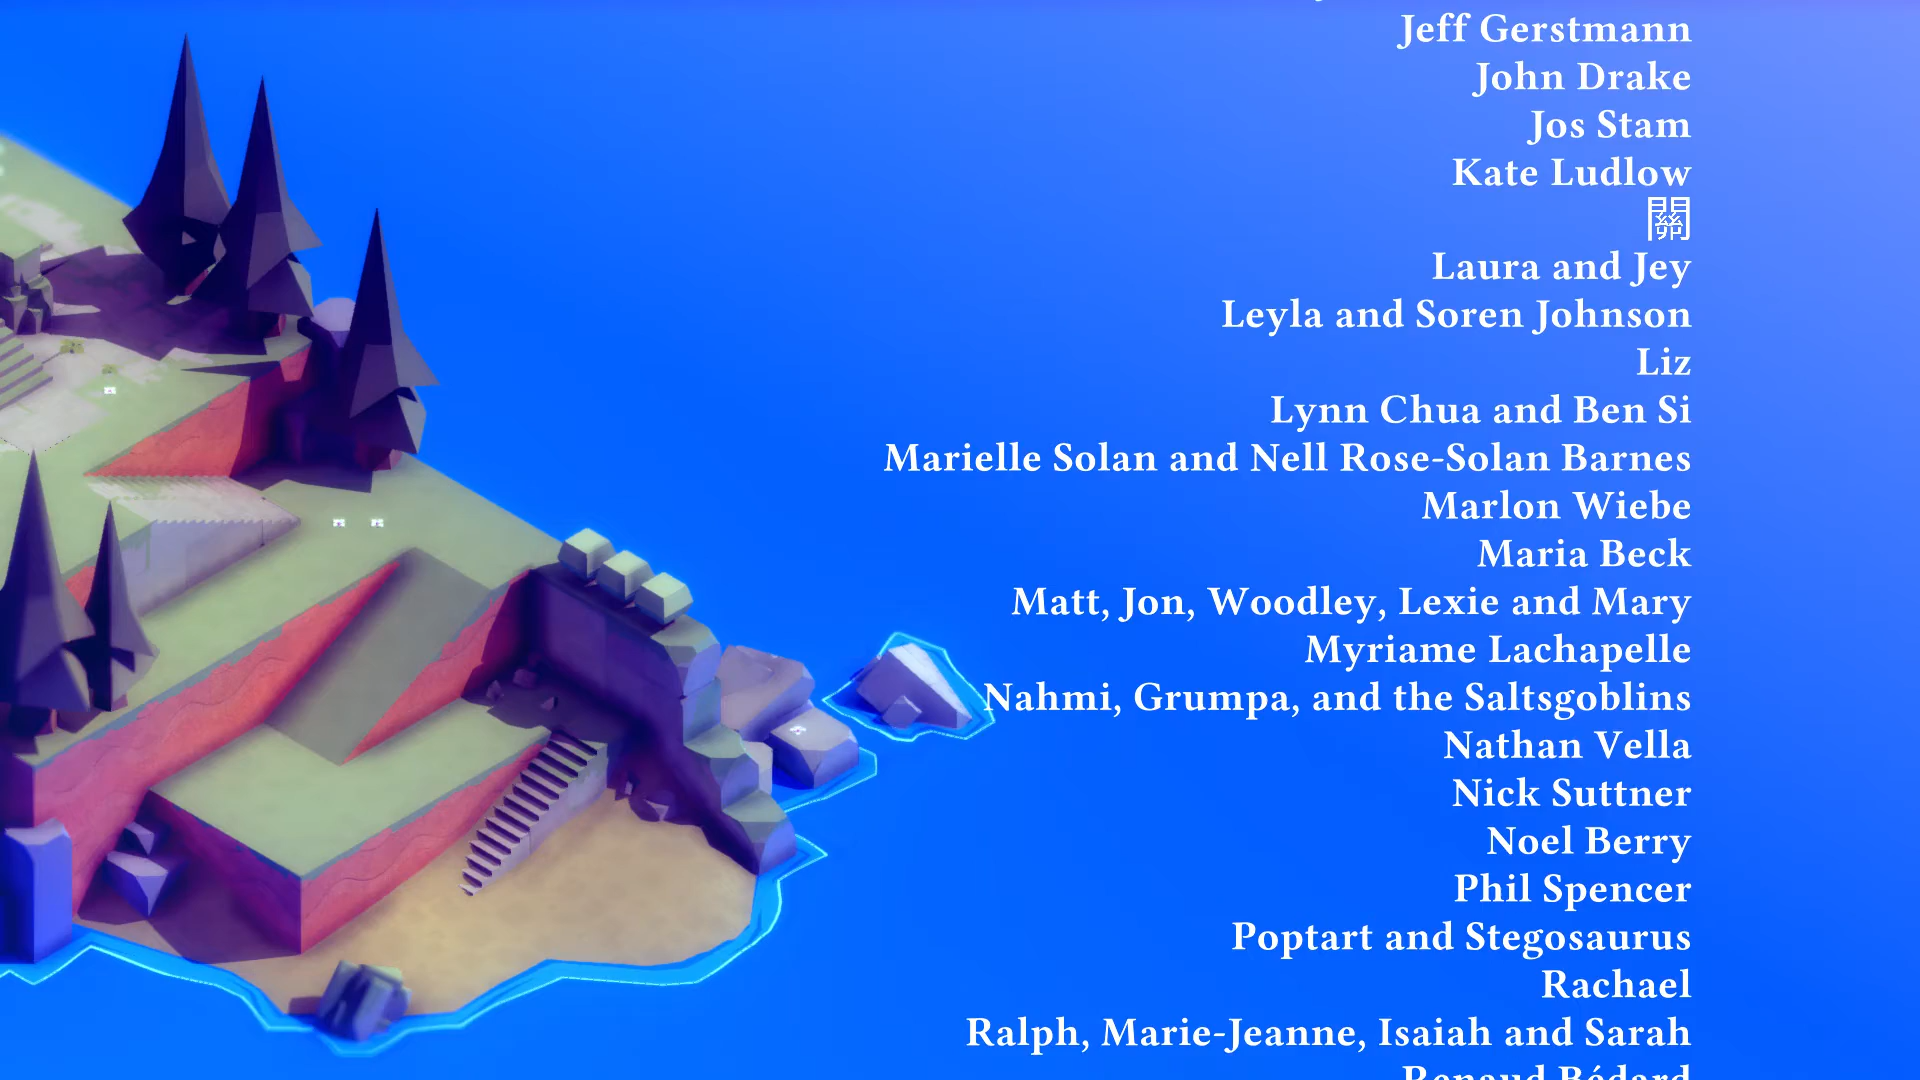 Jeff Gerstmann
John Drake
Jos Stam
Kate Ludlow
關
Laura and Jey
Leyla and Soren Johnson
Liz
Lynn Chua and Ben Si
Marielle Solan and Nell Rose-Solan Barnes
Marlon Wiebe
Maria Beck
Matt, Jon, Woodley, Lexie and Mary
Myriame Lachapelle
Nahmi, Grumpa, and the Saltsgoblins
Nathan Vella
Nick Suttner
Noel Berry
Phil Spencer
Poptart and Stegosaurus
Rachael
Ralph, Marie-Jeanne, Isaiah and Sarah
Renaud Bédard